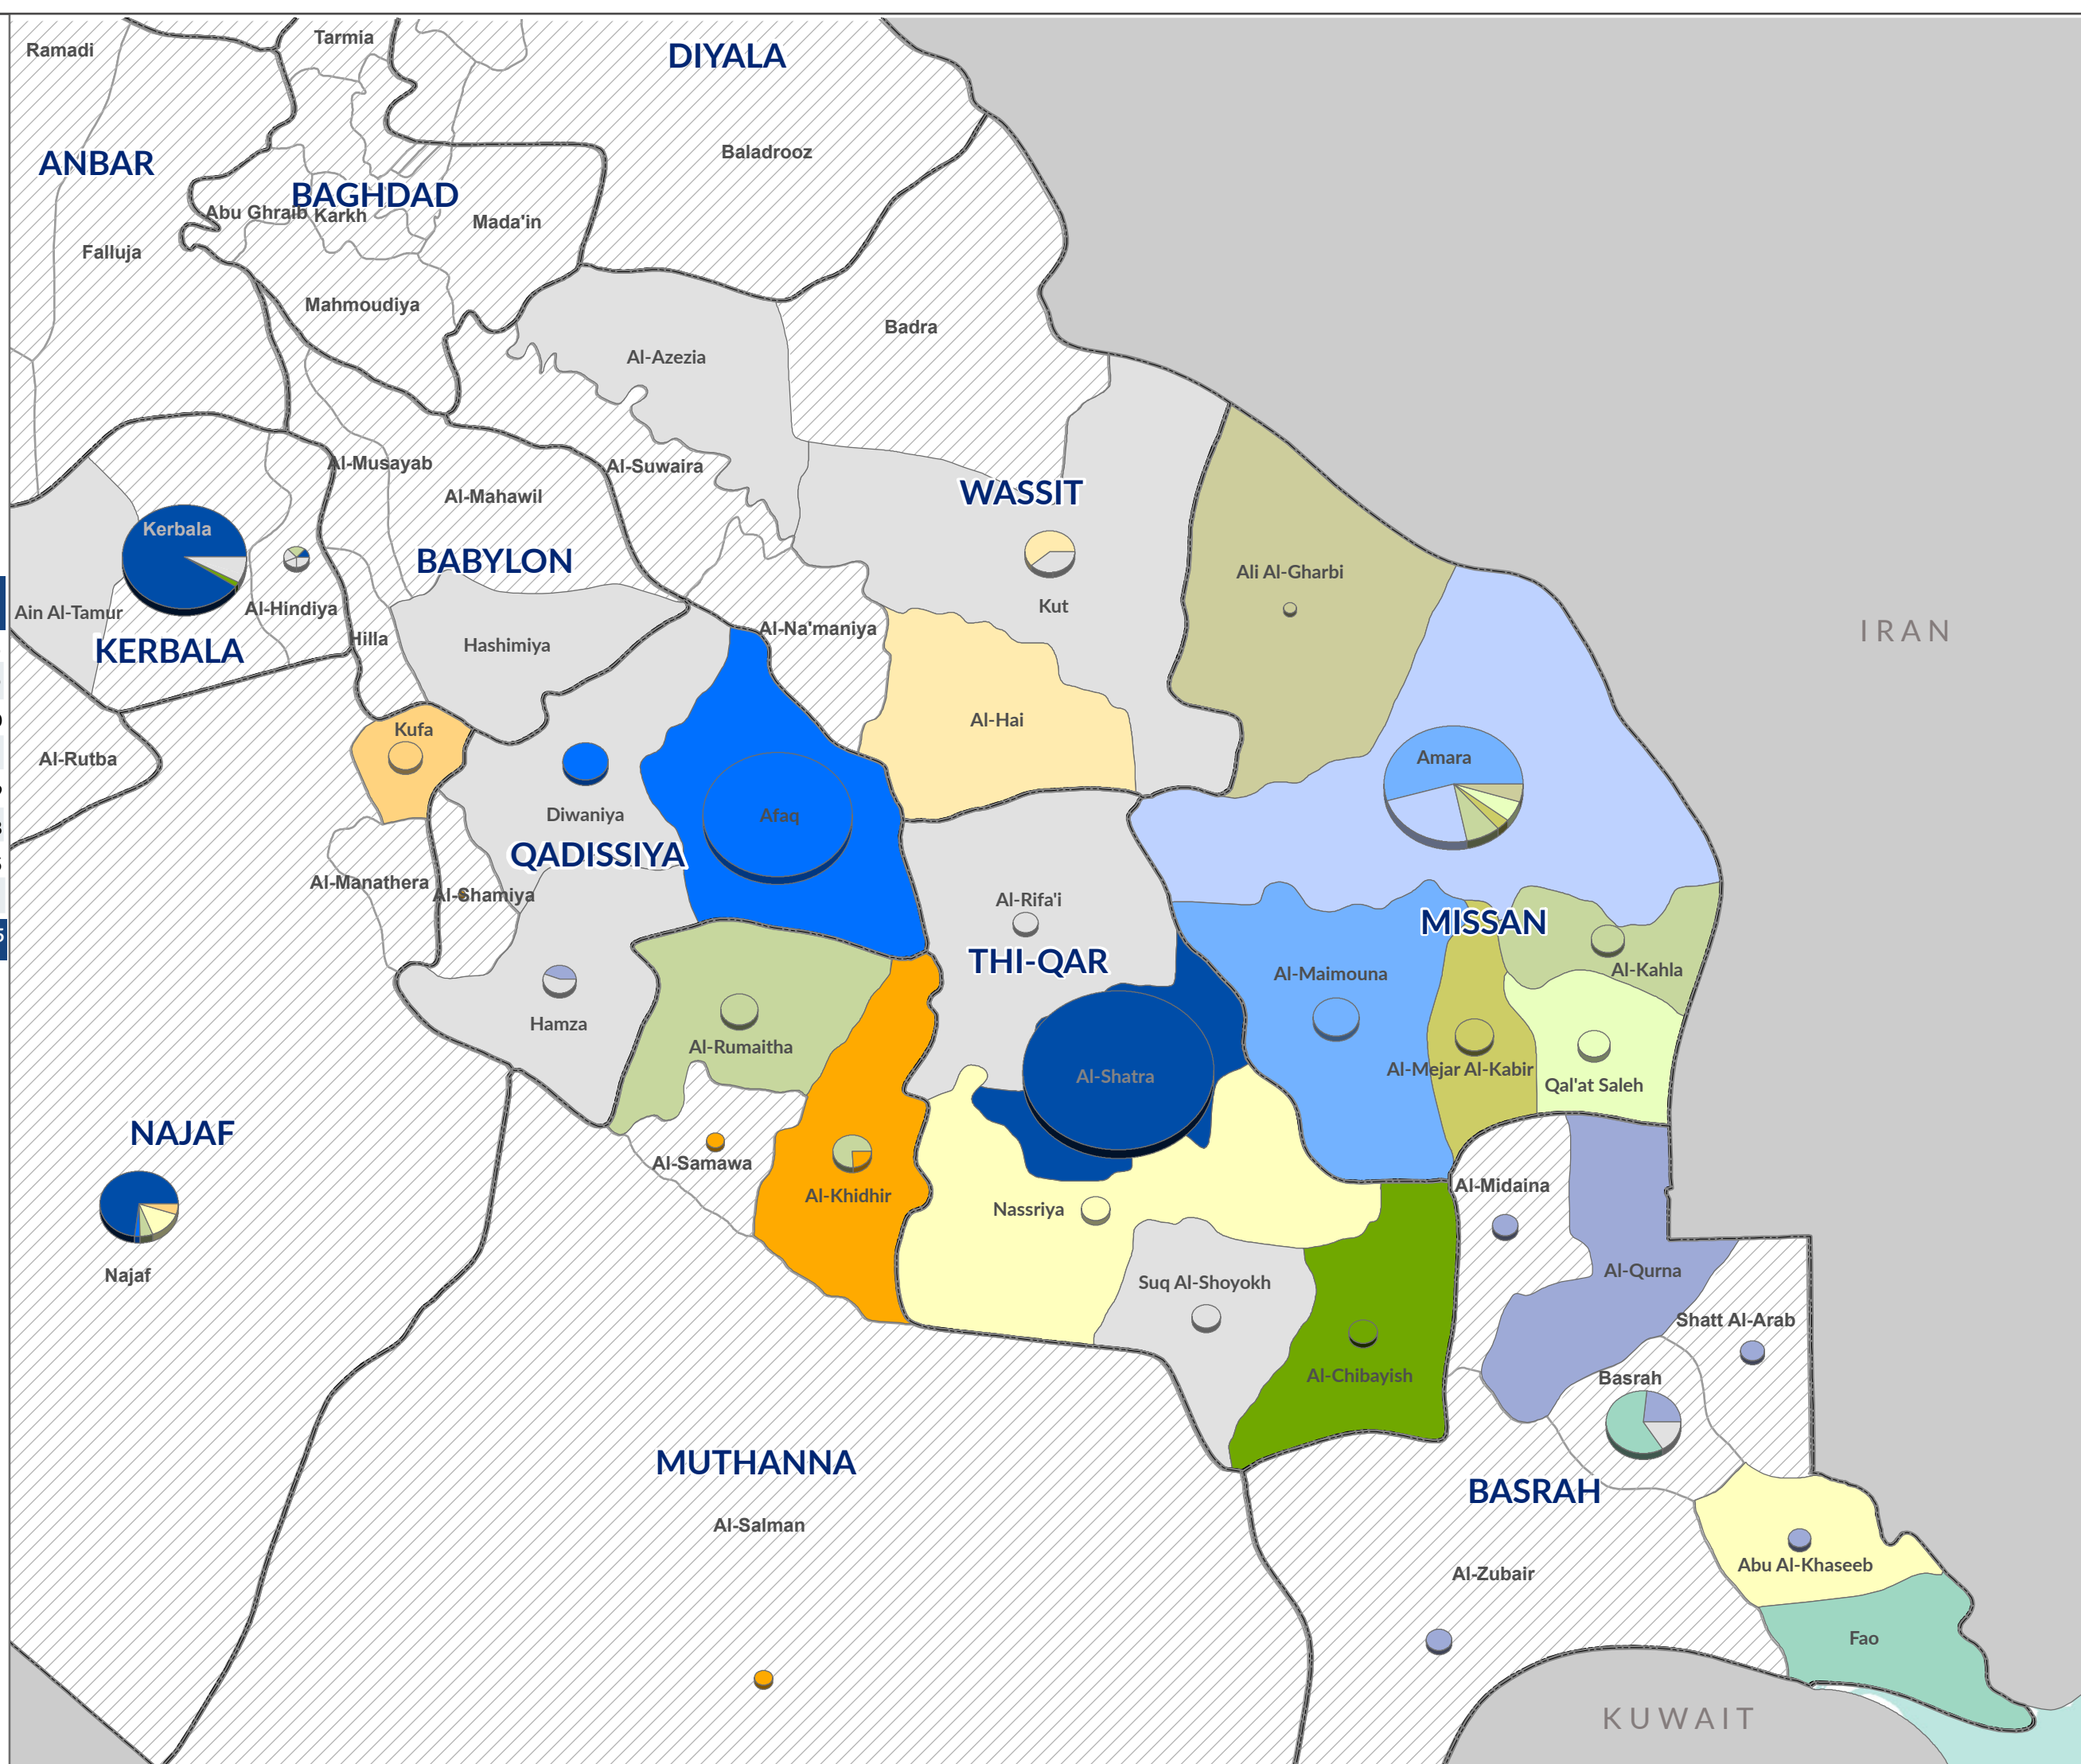 Ramadi
Tarmia
DIYALA
ANBAR
Baladrooz
BAGHDAD
Abu Ghraib
Karkh
Mada'in
Falluja
Mahmoudiya
Badra
Al-Azezia
Al-Musayab
Al-Suwaira
Al-Mahawil
WASSIT
Kerbala
BABYLON
Ali Al-Gharbi
Kut
Ain Al-Tamur
Al-Hindiya
Al-Na'maniya
IRAN
Hilla
Hashimiya
KERBALA
Al-Hai
Kufa
Al-Rutba
Amara
Diwaniya
Afaq
QADISSIYA
Al-Manathera
Al-Shamiya
Al-Rifa'i
MISSAN
THI-QAR
Al-Maimouna
Al-Kahla
Hamza
Al-Rumaitha
Al-Mejar Al-Kabir
Al-Shatra
Qal'at Saleh
NAJAF
Al-Samawa
Al-Khidhir
Al-Midaina
Nassriya
Najaf
Suq Al-Shoyokh
Al-Qurna
Shatt Al-Arab
Al-Chibayish
Basrah
MUTHANNA
BASRAH
Al-Salman
Abu Al-Khaseeb
Al-Zubair
Fao
KUWAIT